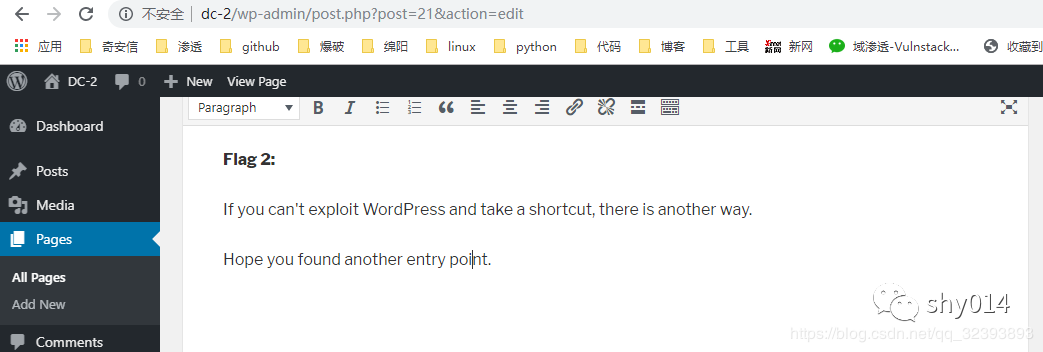 不安全 | dc-2/wp-admin/post.php?post=21&action=edit
应用 奇安信 渗透 github 爆破 绵阳 linux python 代码 博客 工具 新网 域渗透-Vulnstack... 收藏到
DC-2 0 New View Page
Paragraph
Dashboard
Posts
Media
Pages
All Pages
Add New
Comments
Flag 2:
If you can't exploit WordPress and take a shortcut, there is another way.
Hope you found another entry point.
shy014
https://blog.csdn.net/qq_32393893